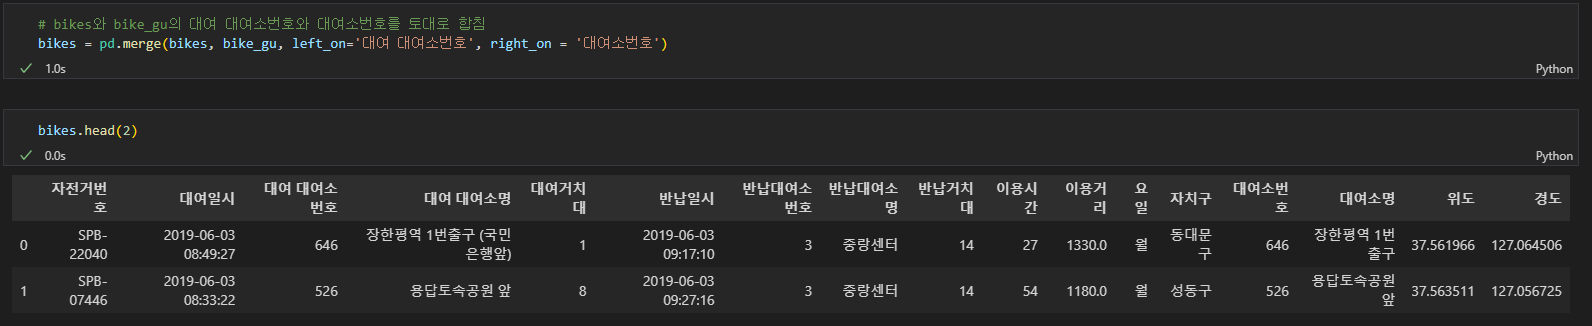 # bikes와 bike_gu의 대여 대여소번호와 대여소번호를 토대로 합침
bikes = pd.merge(bikes, bike_gu, left_on='대여 대여소번호', right_on = '대여소번호')
1.0s
Python
bikes.head(2)
0.0s
Python
자전거번호 대여일시 대여 대여소번호 대여 대여소명 대여거치대 반납일시 반납대여소번호 반납대여소명 반납거치대 이용시간 이용거리 요일 자치구 대여소번호 대여소명 위도 경도
0 SPB-22040 2019-06-03 08:49:27 646 장한평역 1번출구 (국민은행앞) 1 2019-06-03 09:17:10 3 중랑센터 14 27 1330.0 월 동대문구 646 장한평역 1번출구 37.561966 127.064506
1 SPB-07446 2019-06-03 08:33:22 526 용답토속공원 앞 8 2019-06-03 09:27:16 3 중랑센터 14 54 1180.0 월 성동구 526 용답토속공원 앞 37.563511 127.056725